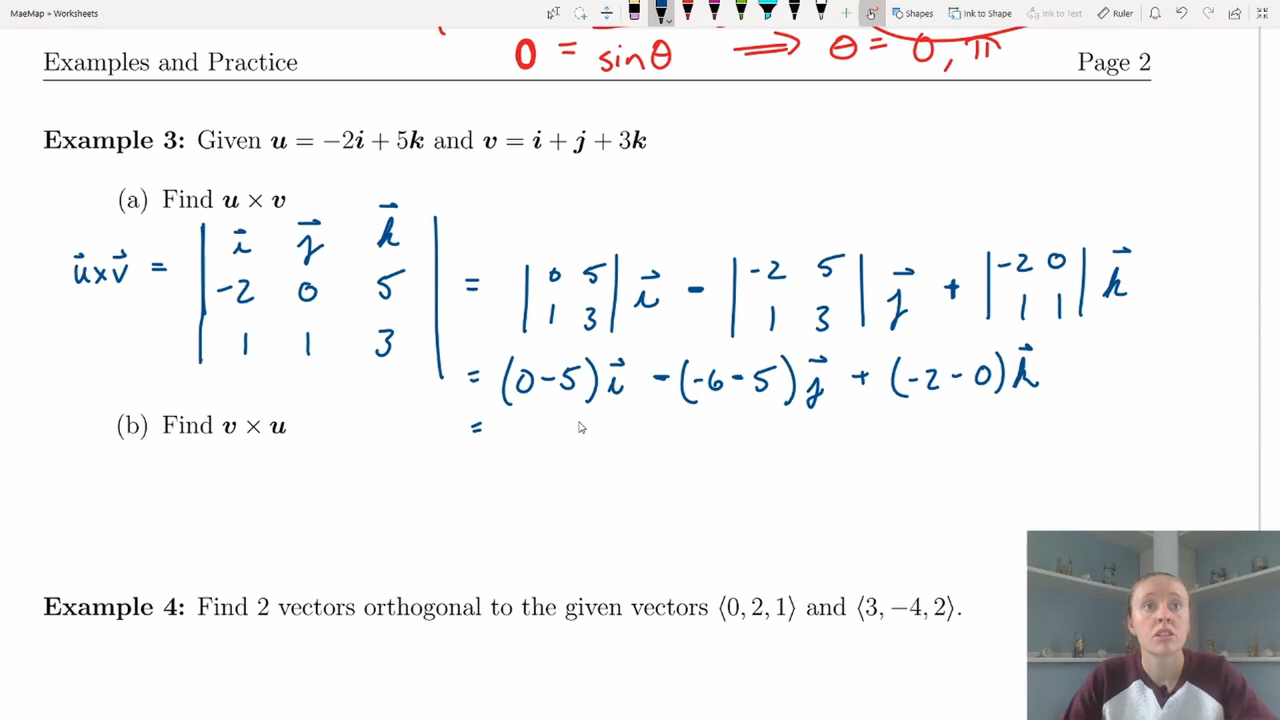 MaeMap » Worksheets
Shapes Ink to Shape Ink to Text Ruler
0 = sinθ ⟹ θ = 0, π
Examples and Practice Page 2
Example 3: Given u = −2i + 5k and v = i + j + 3k
(a) Find u × v
u⃗ x v⃗ = | i⃗ j⃗ k⃗ | = | 0 5 | i⃗ - | -2 5 | j⃗ + | -2 0 | k⃗
| -2 0 5 | | 1 3 | | 1 3 | | 1 1 |
| 1 1 3 |
= (0-5) i⃗ - (-6-5) j⃗ + (-2-0) k⃗
(b) Find v × u
=
Example 4: Find 2 vectors orthogonal to the given vectors ⟨0, 2, 1⟩ and ⟨3, −4, 2⟩.